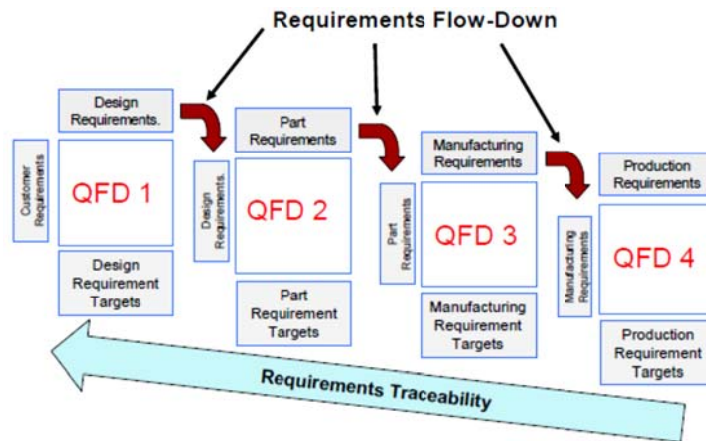 Requirements Flow-Down
Design
Requirements.
Customer
Requirements
QFD 1
Design
Requirement
Targets
Part
Requirements
Design
Requirements.
QFD 2
Part
Requirement
Targets
Manufacturing
Requirements
Part
Requirements
QFD 3
Manufacturing
Requirement
Targets
Production
Requirements
Manufacturing
Requirements
QFD 4
Production
Requirement
Targets
Requirements Traceability